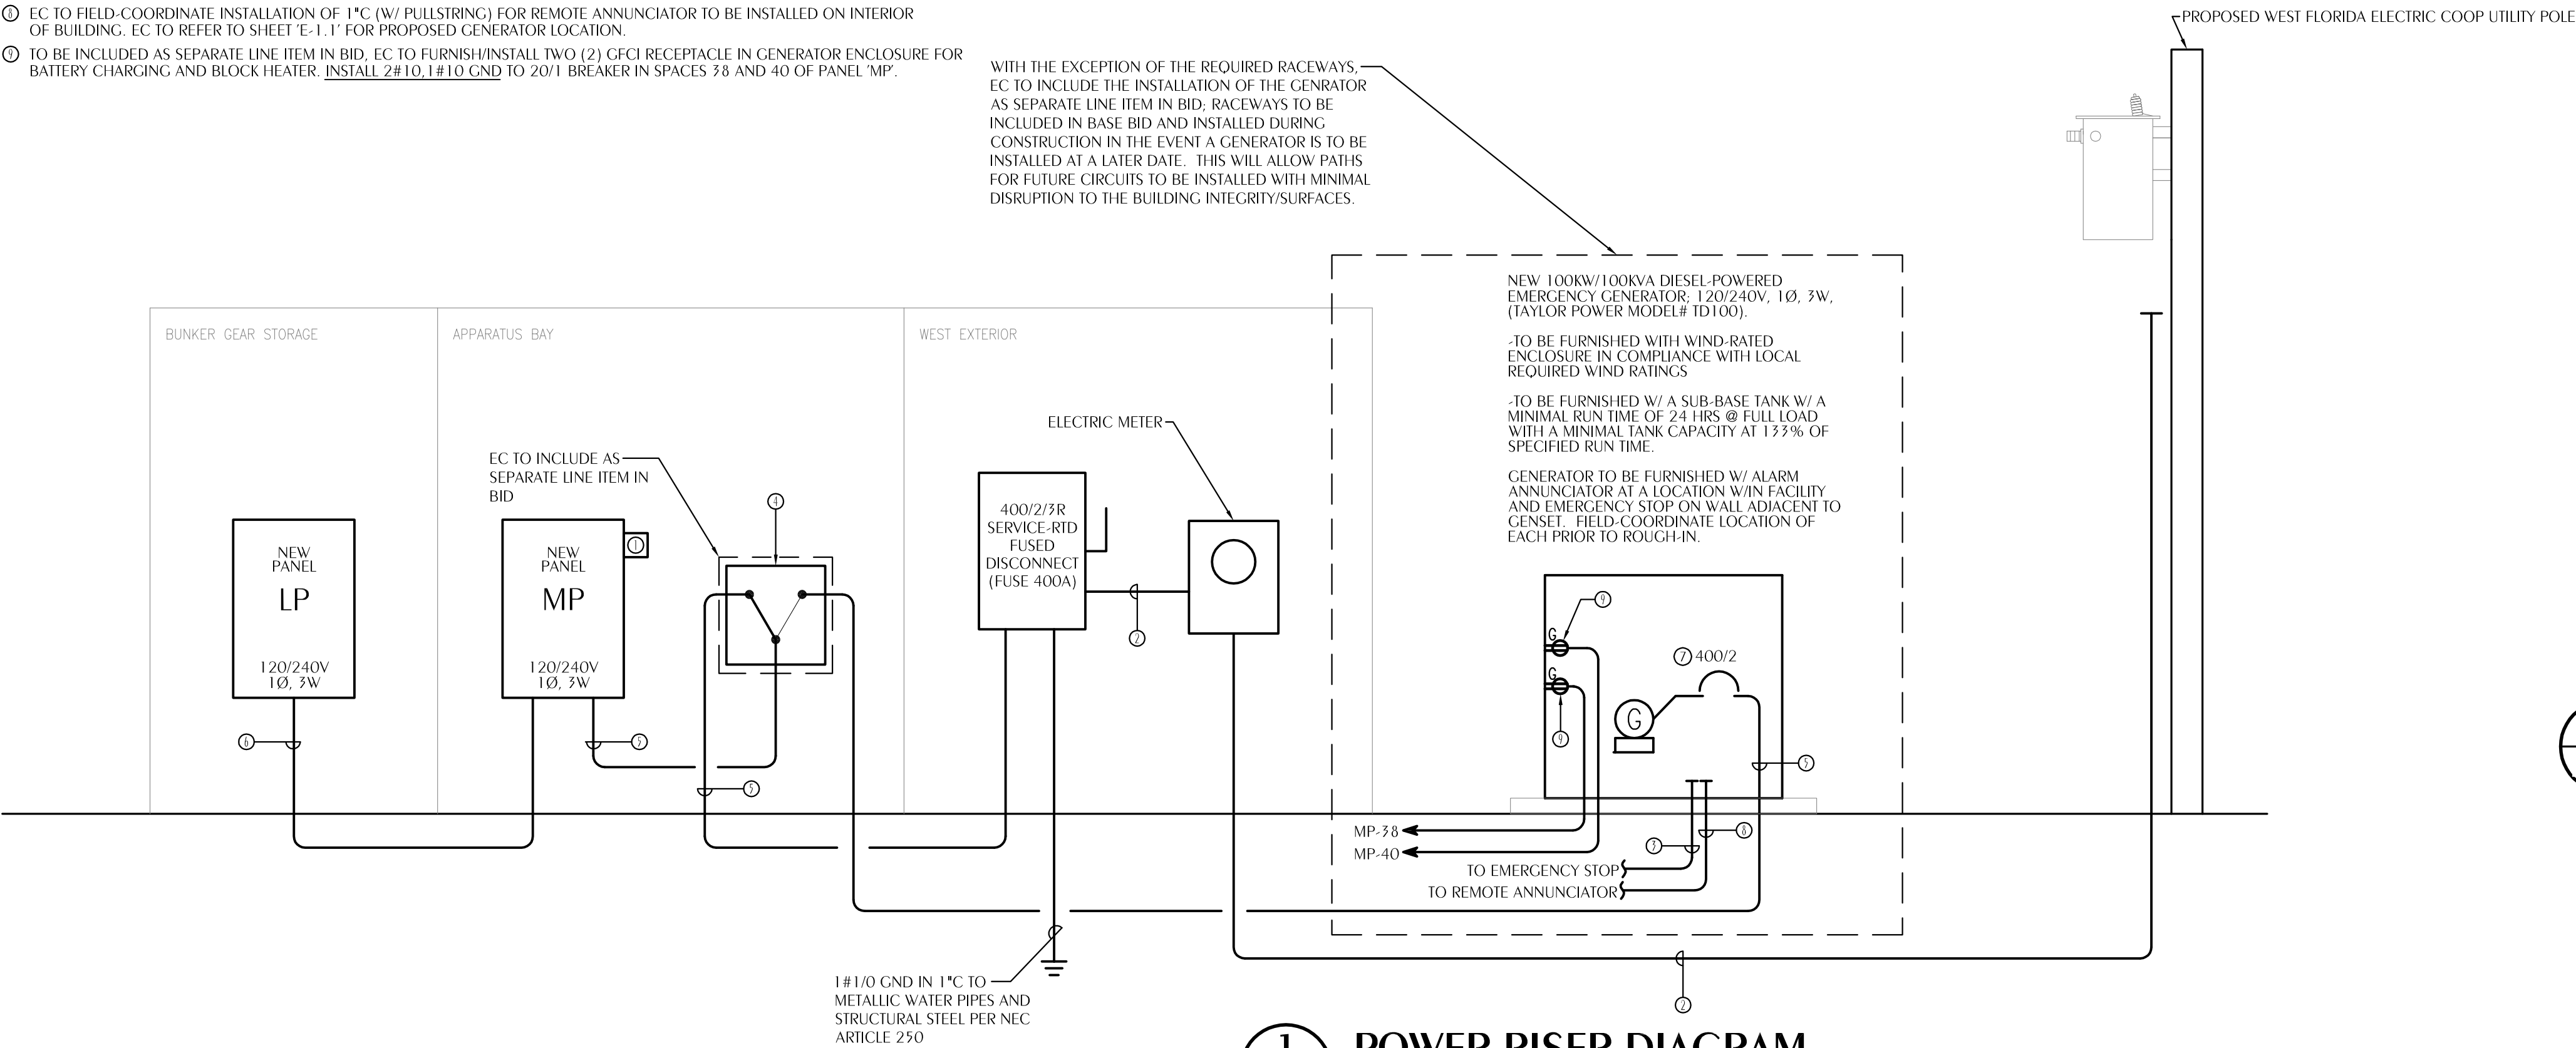 ⑧ EC TO FIELD-COORDINATE INSTALLATION OF 1"C (W/ PULLSTRING) FOR REMOTE ANNUNCIATOR TO BE INSTALLED ON INTERIOR
OF BUILDING. EC TO REFER TO SHEET 'E-1.1' FOR PROPOSED GENERATOR LOCATION.
⑨ TO BE INCLUDED AS SEPARATE LINE ITEM IN BID, EC TO FURNISH/INSTALL TWO (2) GFCI RECEPTACLE IN GENERATOR ENCLOSURE FOR
BATTERY CHARGING AND BLOCK HEATER. INSTALL 2#10,1#10 GND TO 20/1 BREAKER IN SPACES 38 AND 40 OF PANEL 'MP'.
PROPOSED WEST FLORIDA ELECTRIC COOP UTILITY POLE
WITH THE EXCEPTION OF THE REQUIRED RACEWAYS,
EC TO INCLUDE THE INSTALLATION OF THE GENRATOR
AS SEPARATE LINE ITEM IN BID; RACEWAYS TO BE
INCLUDED IN BASE BID AND INSTALLED DURING
CONSTRUCTION IN THE EVENT A GENERATOR IS TO BE
INSTALLED AT A LATER DATE. THIS WILL ALLOW PATHS
FOR FUTURE CIRCUITS TO BE INSTALLED WITH MINIMAL
DISRUPTION TO THE BUILDING INTEGRITY/SURFACES.
BUNKER GEAR STORAGE
APPARATUS BAY
WEST EXTERIOR
NEW 100KW/100KVA DIESEL-POWERED
EMERGENCY GENERATOR; 120/240V, 1Ø, 3W,
(TAYLOR POWER MODEL# TD100).
-TO BE FURNISHED WITH WIND-RATED
ENCLOSURE IN COMPLIANCE WITH LOCAL
REQUIRED WIND RATINGS
-TO BE FURNISHED W/ A SUB-BASE TANK W/ A
MINIMAL RUN TIME OF 24 HRS @ FULL LOAD
WITH A MINIMAL TANK CAPACITY AT 133% OF
SPECIFIED RUN TIME.
GENERATOR TO BE FURNISHED W/ ALARM
ANNUNCIATOR AT A LOCATION W/IN FACILITY
AND EMERGENCY STOP ON WALL ADJACENT TO
GENSET. FIELD-COORDINATE LOCATION OF
EACH PRIOR TO ROUGH-IN.
ELECTRIC METER
EC TO INCLUDE AS
SEPARATE LINE ITEM IN
BID
④
NEW
PANEL
LP
120/240V
1Ø, 3W
NEW
PANEL
MP
120/240V
1Ø, 3W
①
400/2/3R
SERVICE-RTD
FUSED
DISCONNECT
(FUSE 400A)
②
⑨
G
G
⑨
⑦ 400/2
G
⑥
⑤
⑤
⑤
MP-38
MP-40
③
⑧
TO EMERGENCY STOP
TO REMOTE ANNUNCIATOR
②
1#1/0 GND IN 1"C TO
METALLIC WATER PIPES AND
STRUCTURAL STEEL PER NEC
ARTICLE 250
1
POWER RISER DIAGRAM